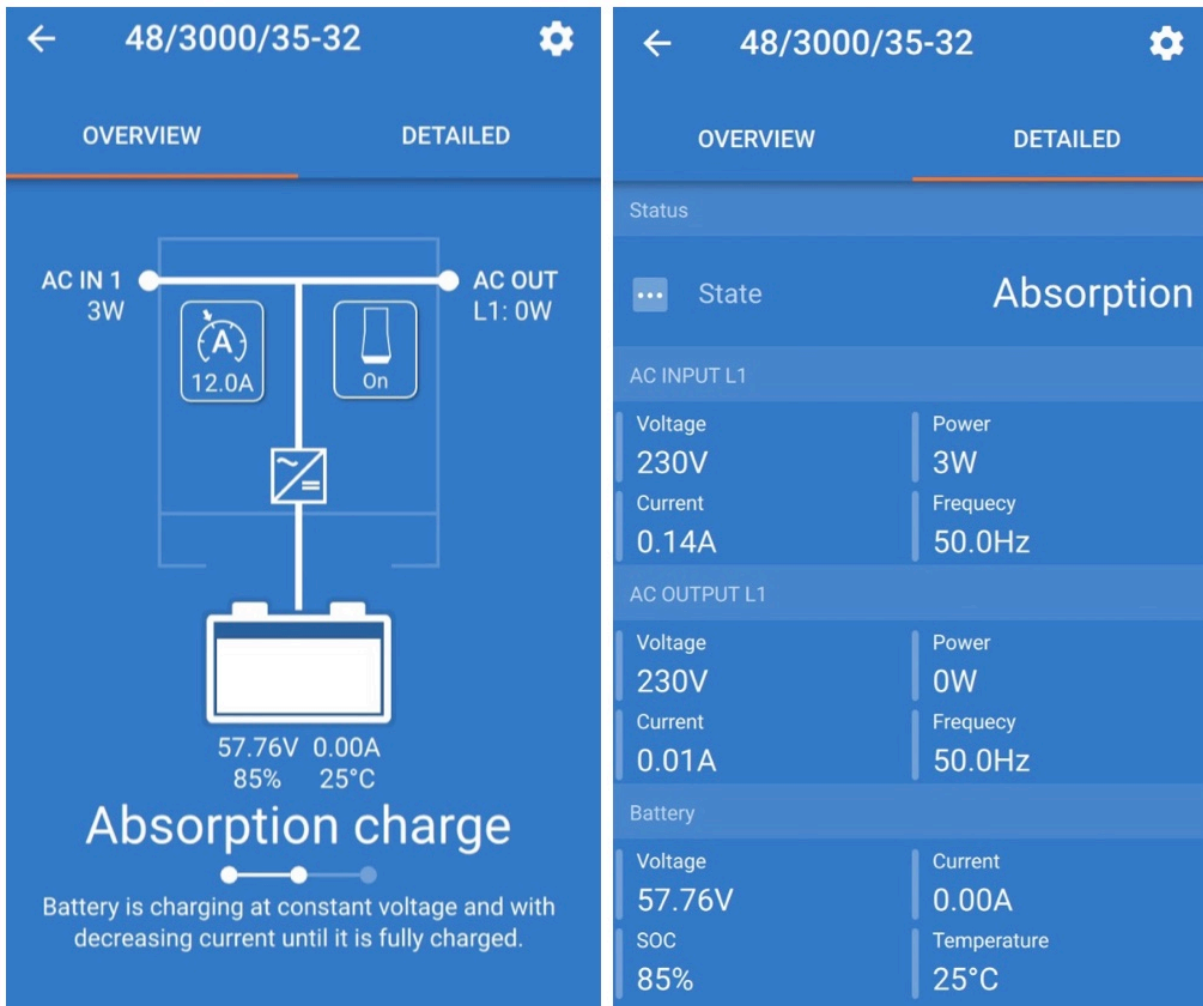 48/3000/35-32
OVERVIEW DETAILED
AC IN 1
3W
A
12.0A
On
AC OUT
L1: 0W
57.76V 0.00A
85% 25°C
Absorption charge
Battery is charging at constant voltage and with
decreasing current until it is fully charged.
48/3000/35-32
OVERVIEW DETAILED
Status
State Absorption
AC INPUT L1
Voltage Power
230V 3W
Current Frequecy
0.14A 50.0Hz
AC OUTPUT L1
Voltage Power
230V 0W
Current Frequecy
0.01A 50.0Hz
Battery
Voltage Current
57.76V 0.00A
SOC Temperature
85% 25°C